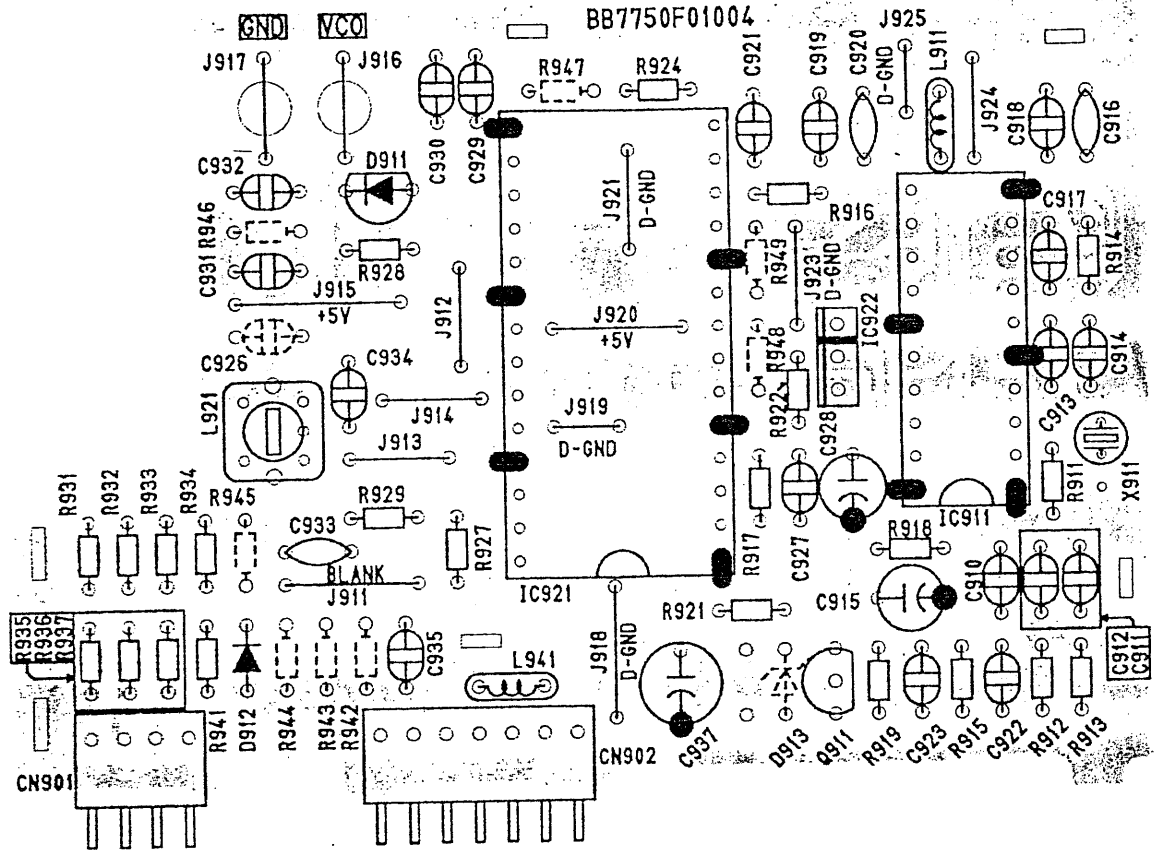 GND VCO BB7750F01004 J925
J917 J916 R947 R924 C921 C919 C920 D-GND L911
J924 C918 C916
C930 C929
C932 D911
J921 D-GND
R946 R916 C917
R914
C931 R928 R949 J923 D-GND
J915
+5V
J912 J920
+5V
IC922
R948
C926 C934 C914
L921 R922
J914 J919 C928 C913
J913 D-GND
X911
R931 R932 R933 R934 R945 R911
C933 R929 IC911
R927 R917 C927 R918
BLANK
J911 IC921 C910
R921 C915
R935 R936 R937 C935 J918 D-GND C912 C911
L941
R941 D912 R944 R943 R942 C937 D913 Q911 R919 C923 R915 C922 R912 R913
CN901 CN902